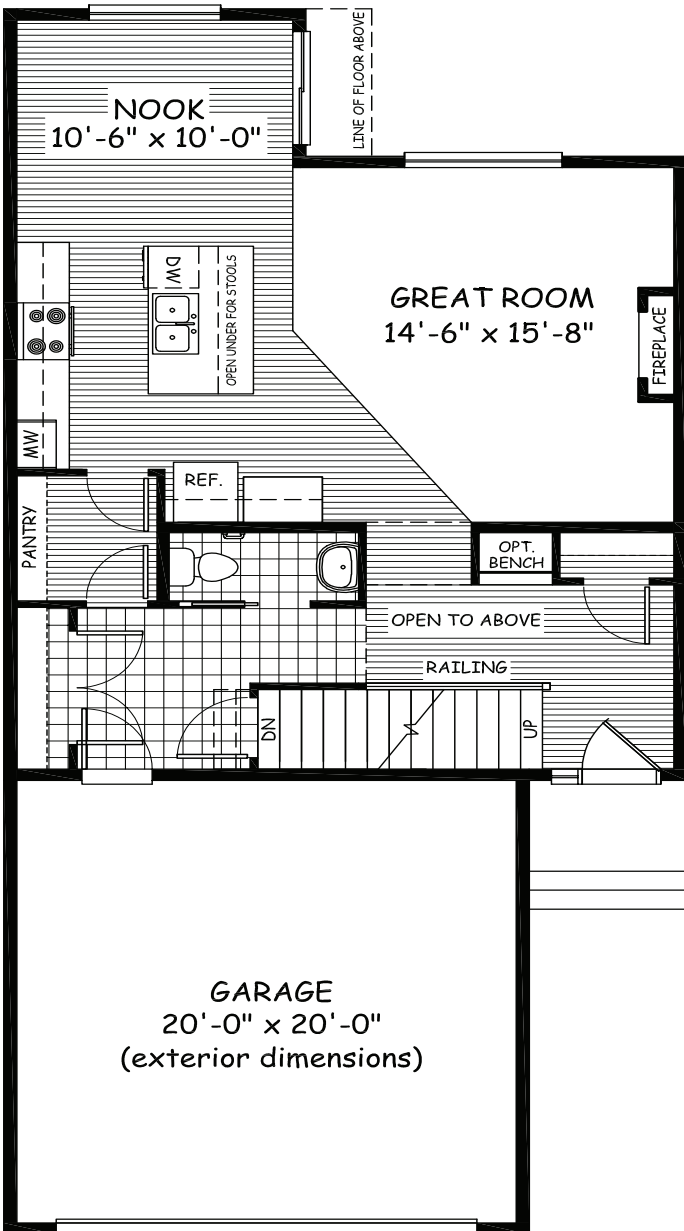 LINE OF FLOOR ABOVE
NOOK
10'-6" x 10'-0"
DW
OPEN UNDER FOR STOOLS
GREAT ROOM
14'-6" x 15'-8"
FIREPLACE
MW
REF.
PANTRY
OPT.
BENCH
OPEN TO ABOVE
RAILING
DN
UP
GARAGE
20'-0" x 20'-0"
(exterior dimensions)